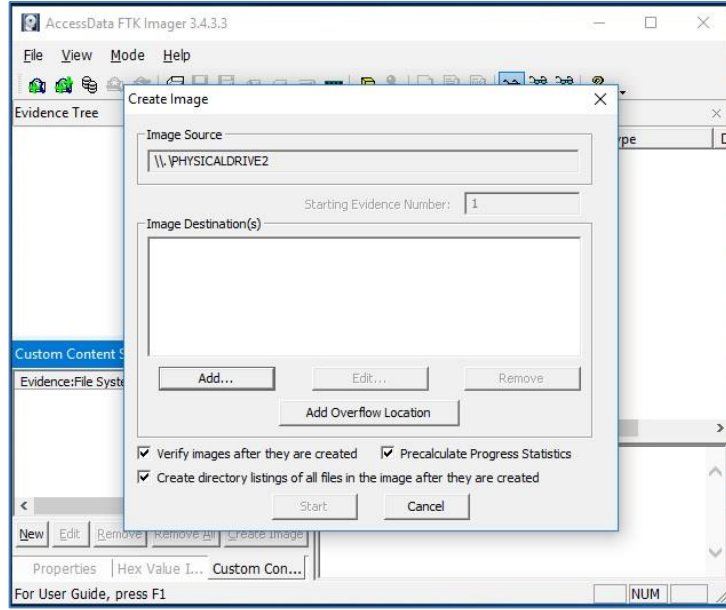 AccessData FTK Imager 3.4.3.3
File View Mode Help
Evidence Tree
Create Image
Image Source
\\.\PHYSICALDRIVE2
Starting Evidence Number: 1
Image Destination(s)
Add... Edit... Remove
Add Overflow Location
Verify images after they are created Precalculate Progress Statistics
Create directory listings of all files in the image after they are created
Start Cancel
Custom Content S
Evidence:File Syste
New Edit Remove Remove All Create Image
Properties Hex Value I... Custom Con...
For User Guide, press F1 NUM